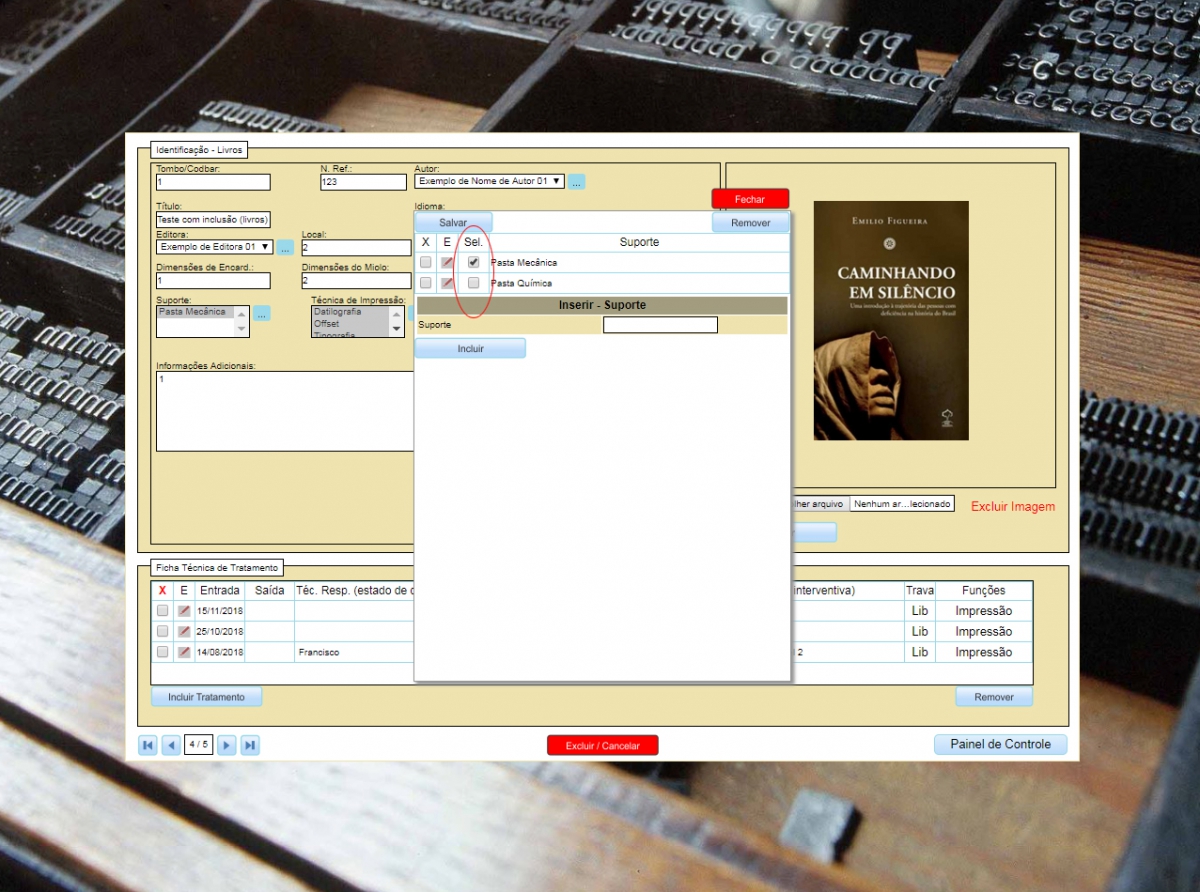 Identificação - Livros
Tombo/Codbar:
N. Ref.:
Autor:
1
123
Exemplo de Nome de Autor 01
...
Título:
Idioma:
Fechar
Teste com inclusão (livros)
Salvar
Remover
Editora:
Local:
Exemplo de Editora 01
...
2
X E Sel. Suporte
Pasta Mecânica
Pasta Química
Dimensões de Encard.:
Dimensões do Miolo:
1
2
Suporte:
Técnica de Impressão:
Pasta Mecânica
...
Datilografia
Offset
Tipografia
Inserir - Suporte
Suporte
Incluir
Informações Adicionais:
1
EMILIO FIGUEIRA
CAMINHANDO
EM SILÊNCIO
Uma introdução à trajetória das pessoas com
deficiência na história do Brasil
lher arquivo
Nenhum ar...lecionado
Excluir Imagem
Ficha Técnica de Tratamento
X E Entrada Saída Téc. Resp. (estado de c
interventiva) Trava Funções
15/11/2018 Lib Impressão
25/10/2018 Lib Impressão
14/08/2018 Francisco 2 Lib Impressão
Incluir Tratamento
Remover
4 / 5
Excluir / Cancelar
Painel de Controle